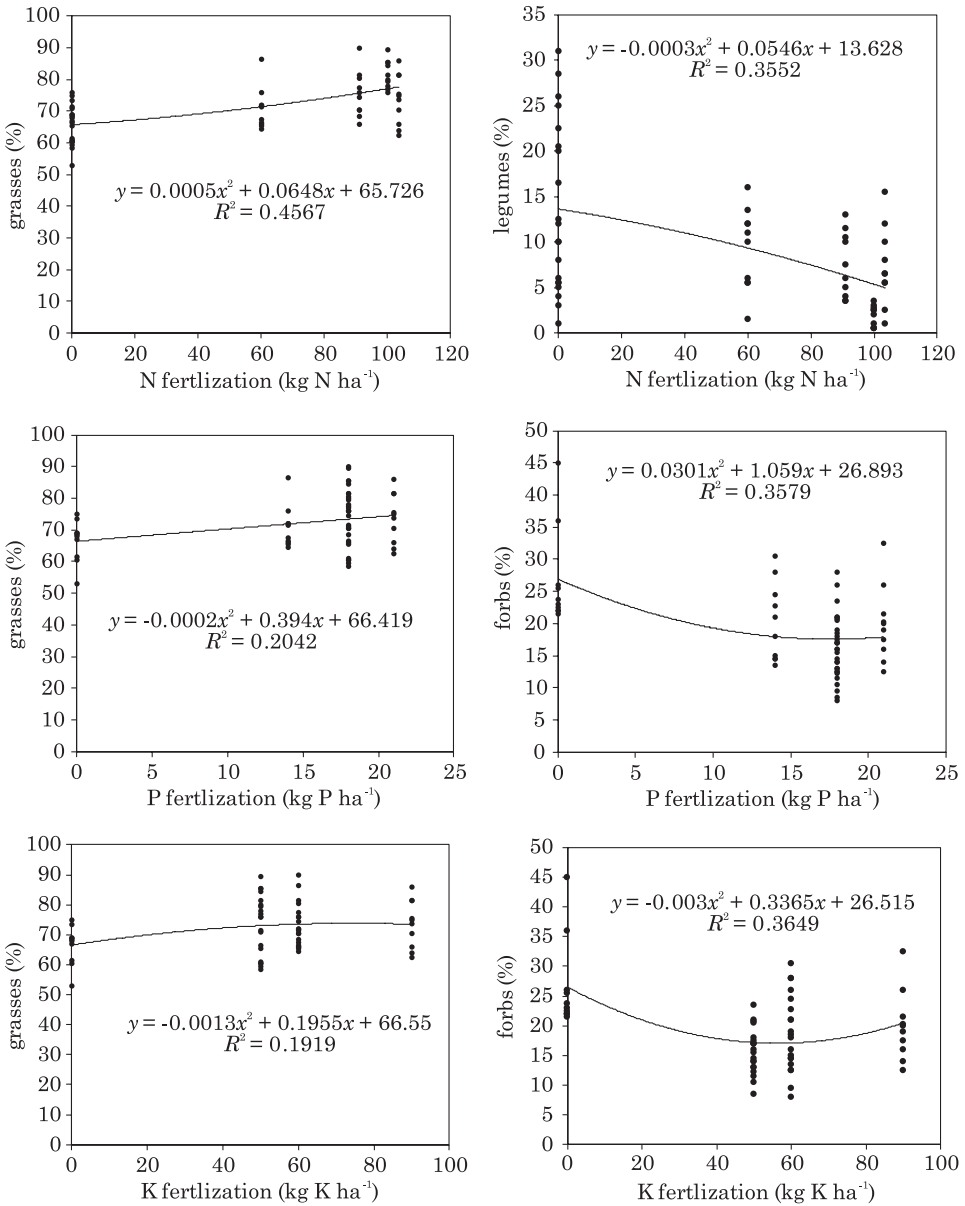 100
90
80
70
60
50
40
30
20
10
0
grasses (%)
y = 0.0005x² + 0.0648x + 65.726
R² = 0.4567
0 20 40 60 80 100 120
N fertlization (kg N ha⁻¹)
35
30
25
20
15
10
5
0
legumes (%)
y = -0.0003x² + 0.0546x + 13.628
R² = 0.3552
0 20 40 60 80 100 120
N fertlization (kg N ha⁻¹)
100
90
80
70
60
50
40
30
20
10
0
grasses (%)
y = -0.0002x² + 0.394x + 66.419
R² = 0.2042
0 5 10 15 20 25
P fertlization (kg P ha⁻¹)
50
45
40
35
30
25
20
15
10
5
0
forbs (%)
y = 0.0301x² + 1.059x + 26.893
R² = 0.3579
0 5 10 15 20 25
P fertlization (kg P ha⁻¹)
100
90
80
70
60
50
40
30
20
10
0
grasses (%)
y = -0.0013x² + 0.1955x + 66.55
R² = 0.1919
0 20 40 60 80 100
K fertlization (kg K ha⁻¹)
50
45
40
35
30
25
20
15
10
5
0
forbs (%)
y = -0.003x² + 0.3365x + 26.515
R² = 0.3649
0 20 40 60 80 100
K fertlization (kg K ha⁻¹)